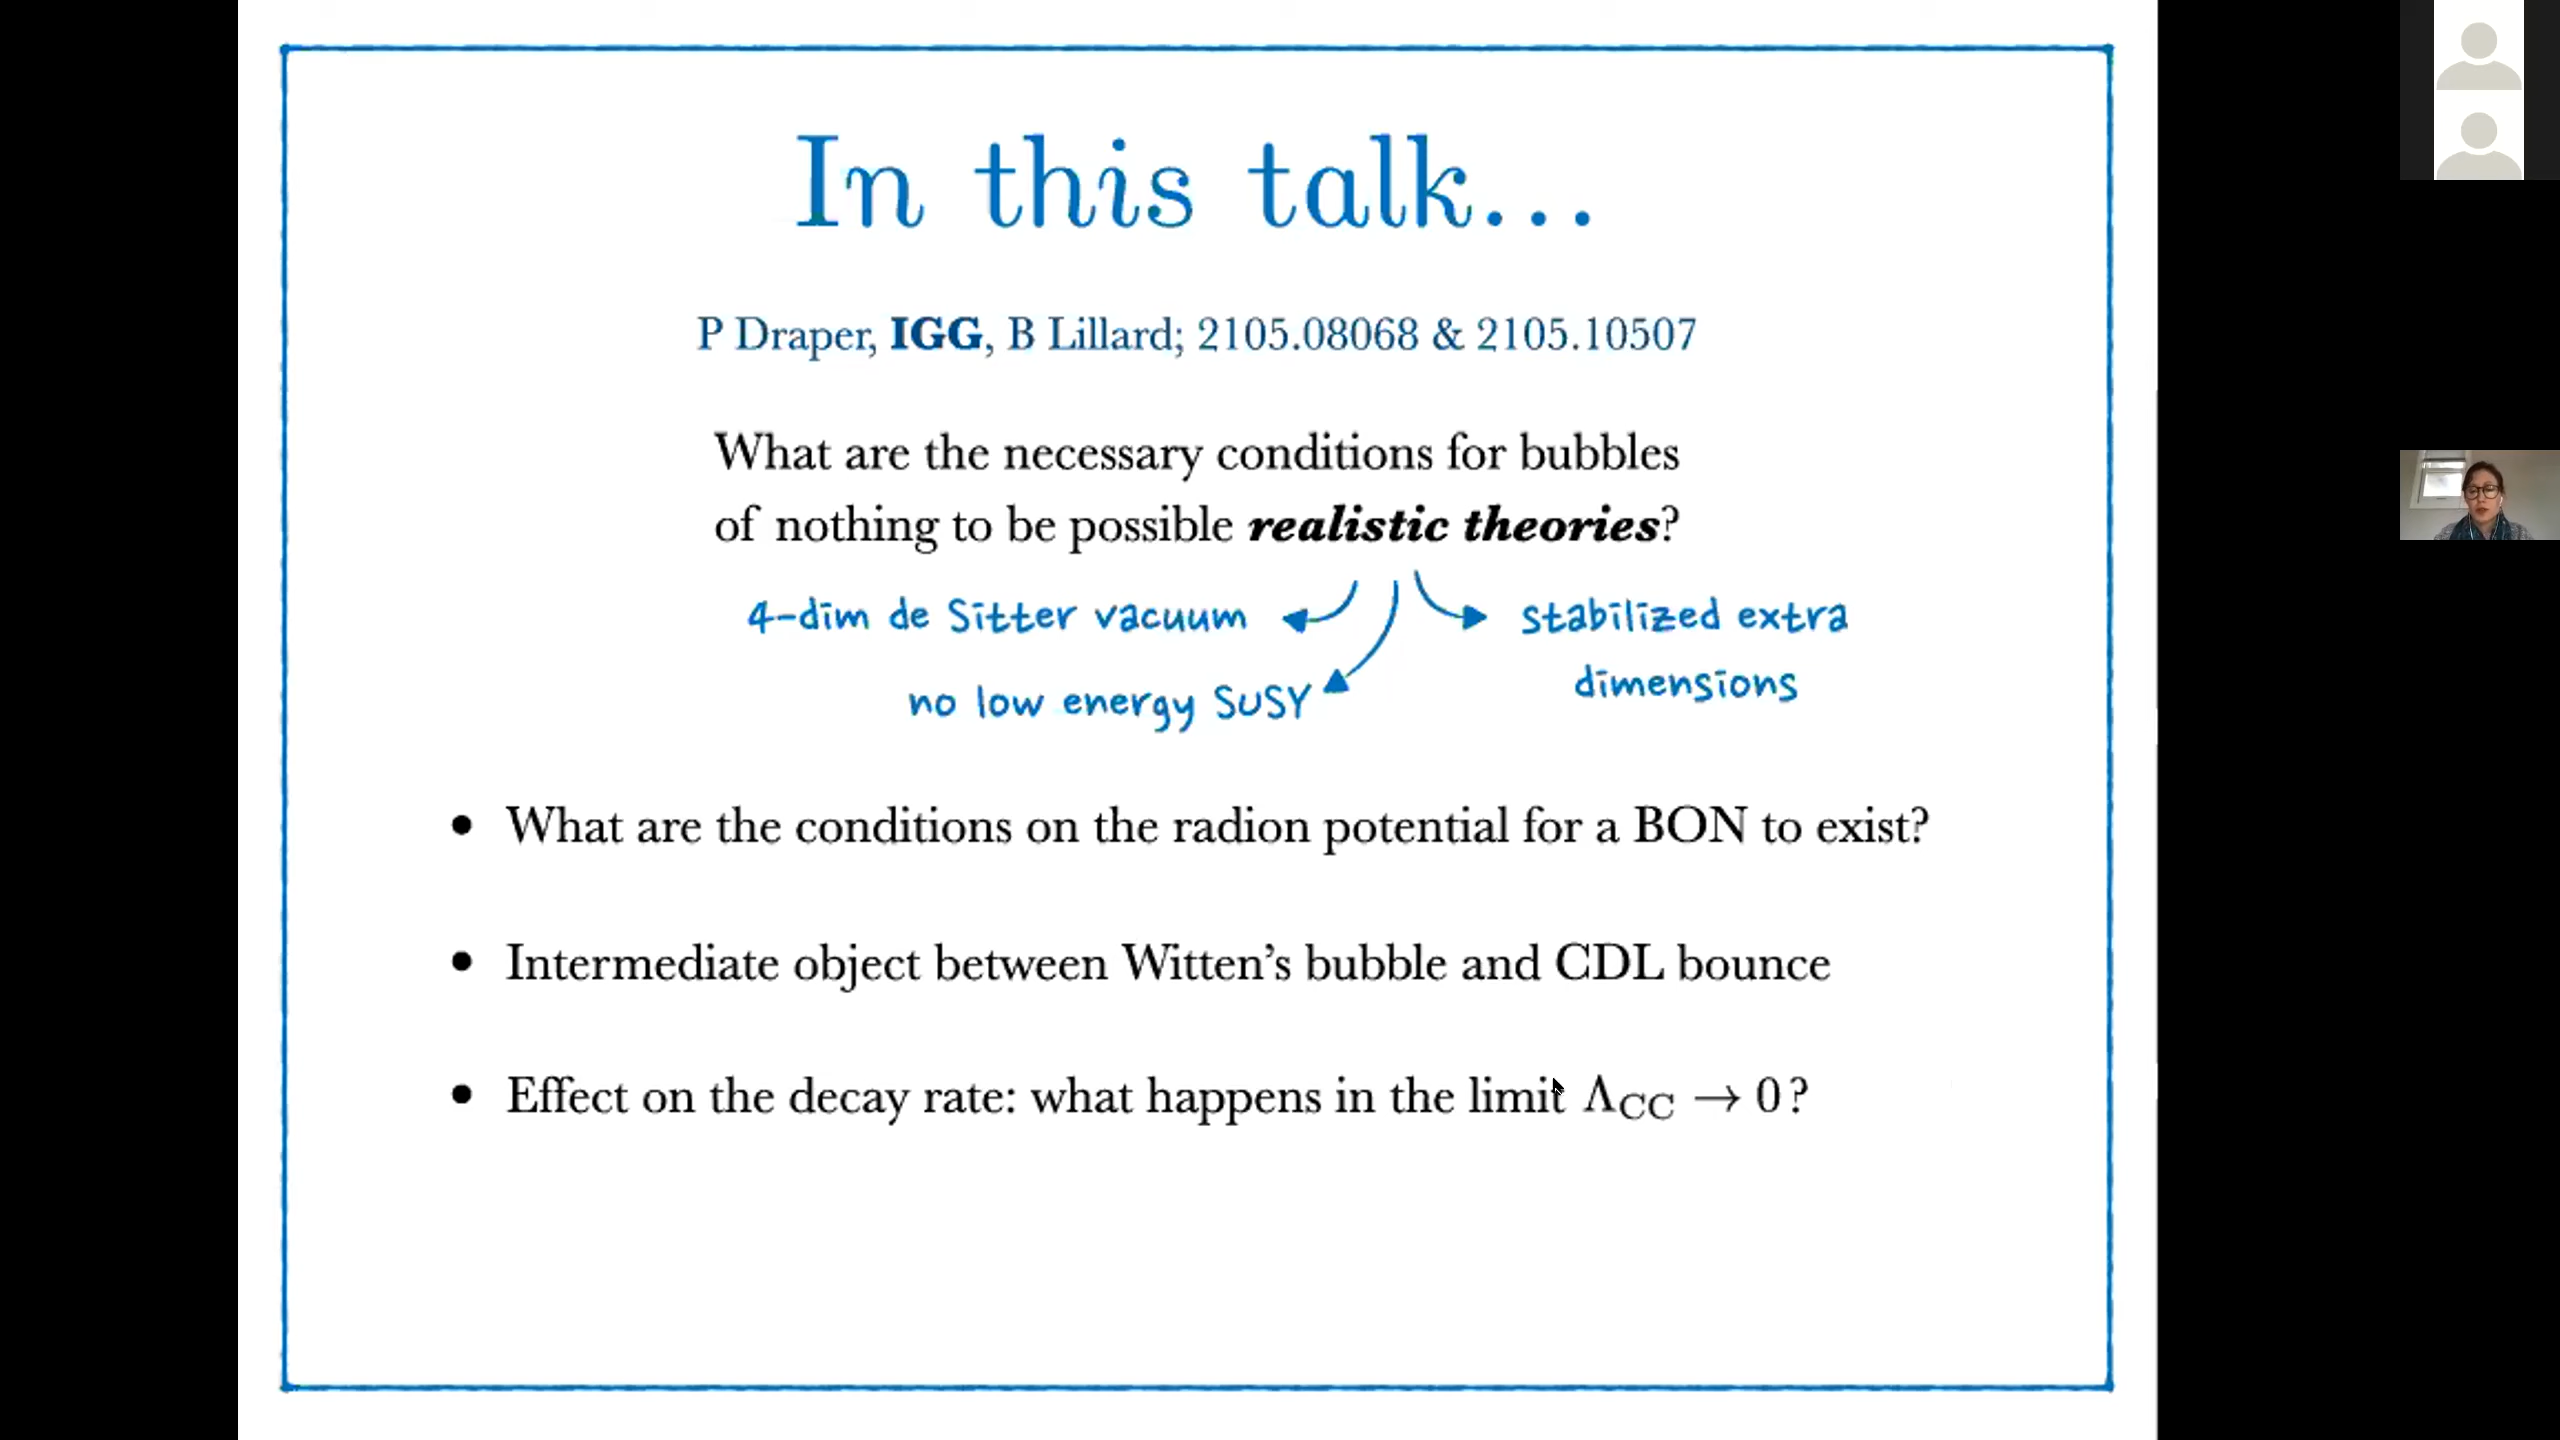 In this talk...
P Draper, IGG, B Lillard; 2105.08068 & 2105.10507
What are the necessary conditions for bubbles
of nothing to be possible realistic theories?
4-dim de Sitter vacuum
stabilized extra
dimensions
no low energy SUSY
• What are the conditions on the radion potential for a BON to exist?
• Intermediate object between Witten’s bubble and CDL bounce
• Effect on the decay rate: what happens in the limit Λ_CC → 0?